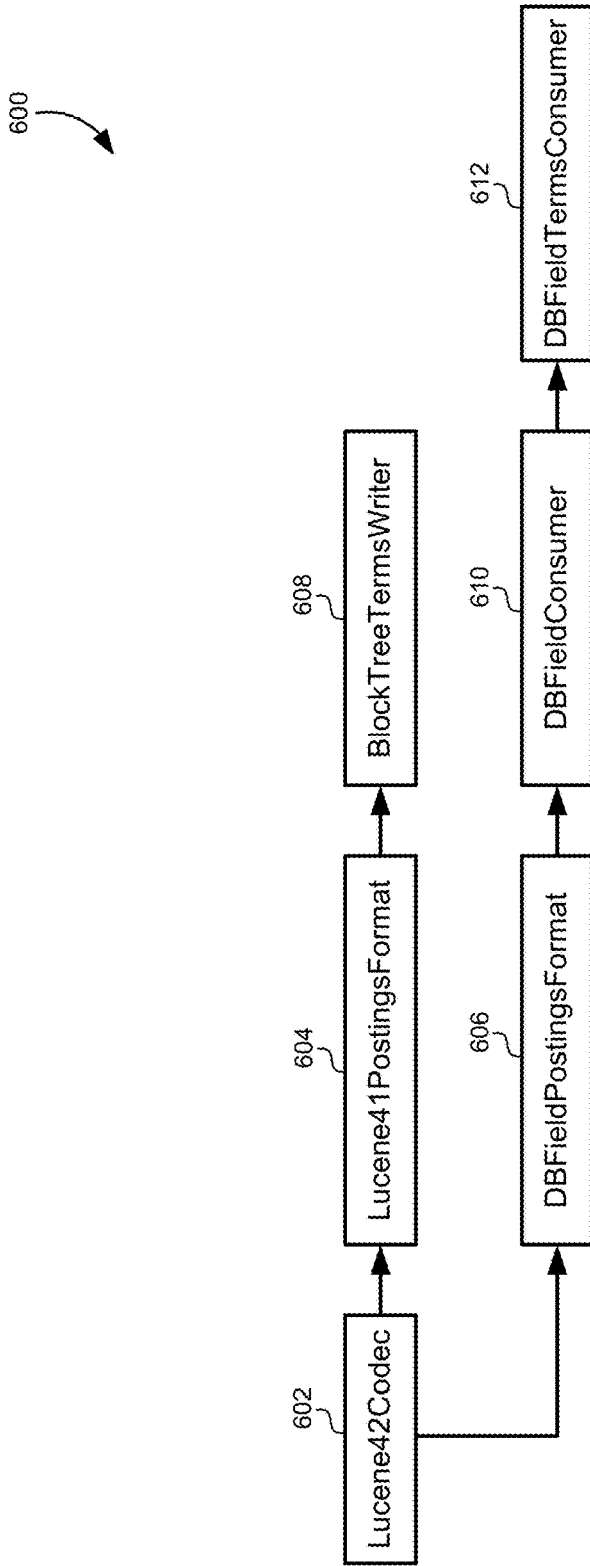 600
602
Lucene42Codec
604
Lucene41PostingsFormat
608
BlockTreeTermsWriter
606
DBFieldPostingsFormat
610
DBFieldConsumer
612
DBFieldTermsConsumer